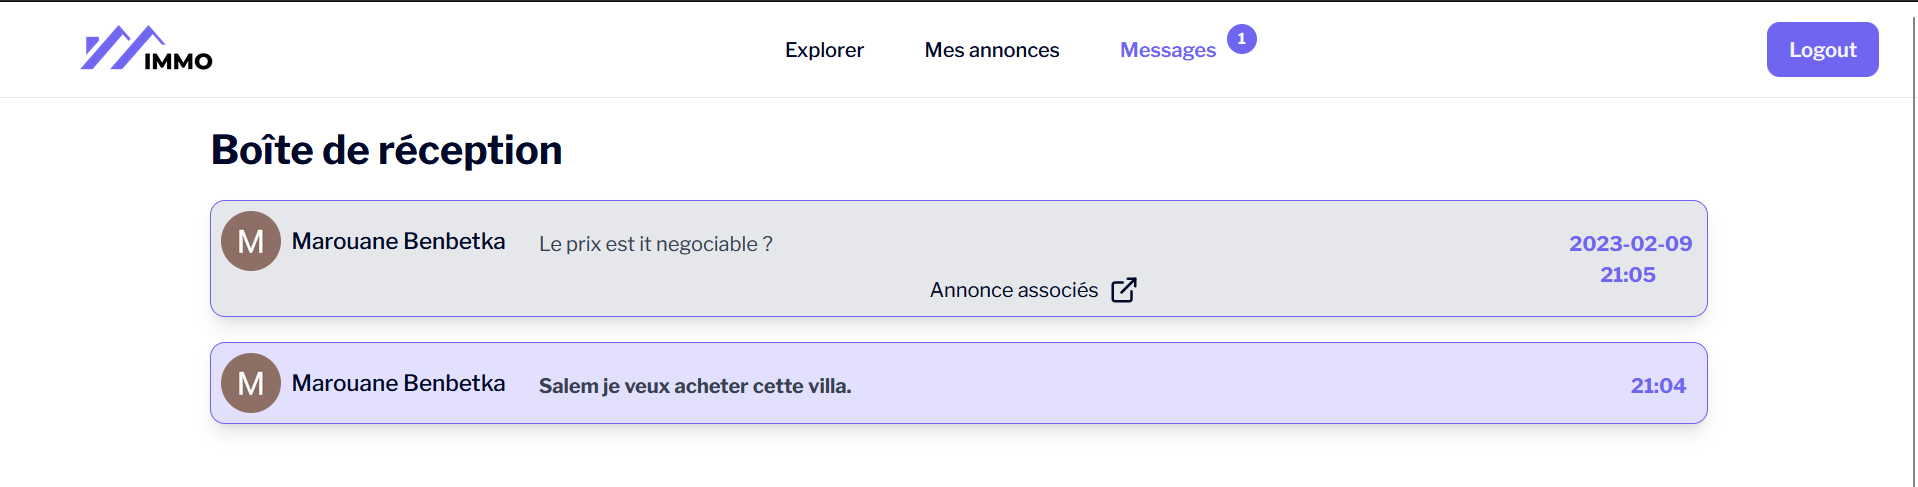 IMMO
Explorer
Mes annonces
Messages
1
Logout
Boîte de réception
M
Marouane Benbetka
Le prix est it negociable ?
2023-02-09
21:05
Annonce associés
M
Marouane Benbetka
Salem je veux acheter cette villa.
21:04